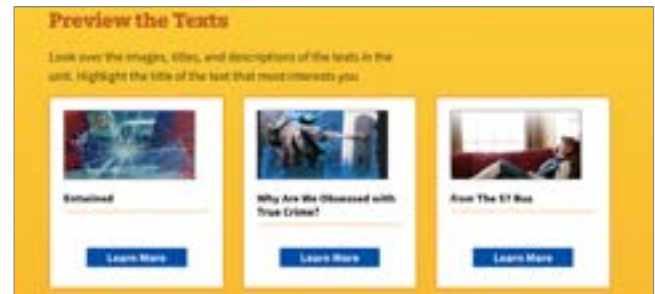 Preview the Texts
Look over the images, titles, and descriptions of the texts in the
unit. Highlight the title of the text that most interests you.
Entwined
Why Are We Obsessed with
True Crime?
from The 57 Bus
Learn More
Learn More
Learn More